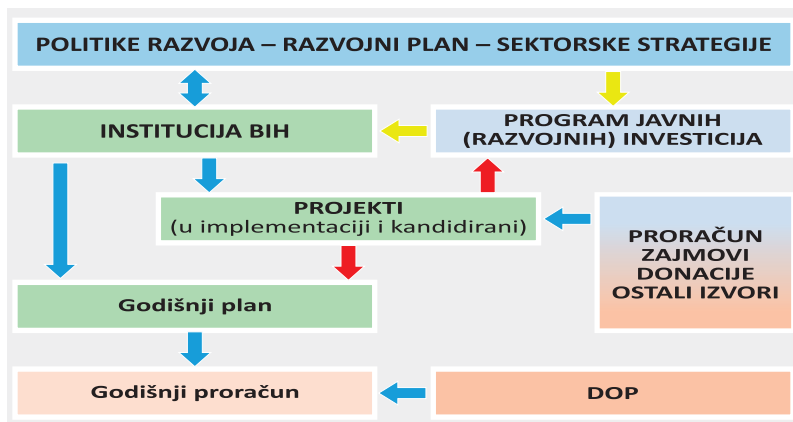 POLITIKE RAZVOJA – RAZVOJNI PLAN – SEKTORSKE STRATEGIJE
INSTITUCIJA BIH
PROGRAM JAVNIH
(RAZVOJNIH) INVESTICIJA
PROJEKTI
(u implementaciji i kandidirani)
PRORAČUN
ZAJMOVI
DONACIJE
OSTALI IZVORI
Godišnji plan
Godišnji proračun
DOP